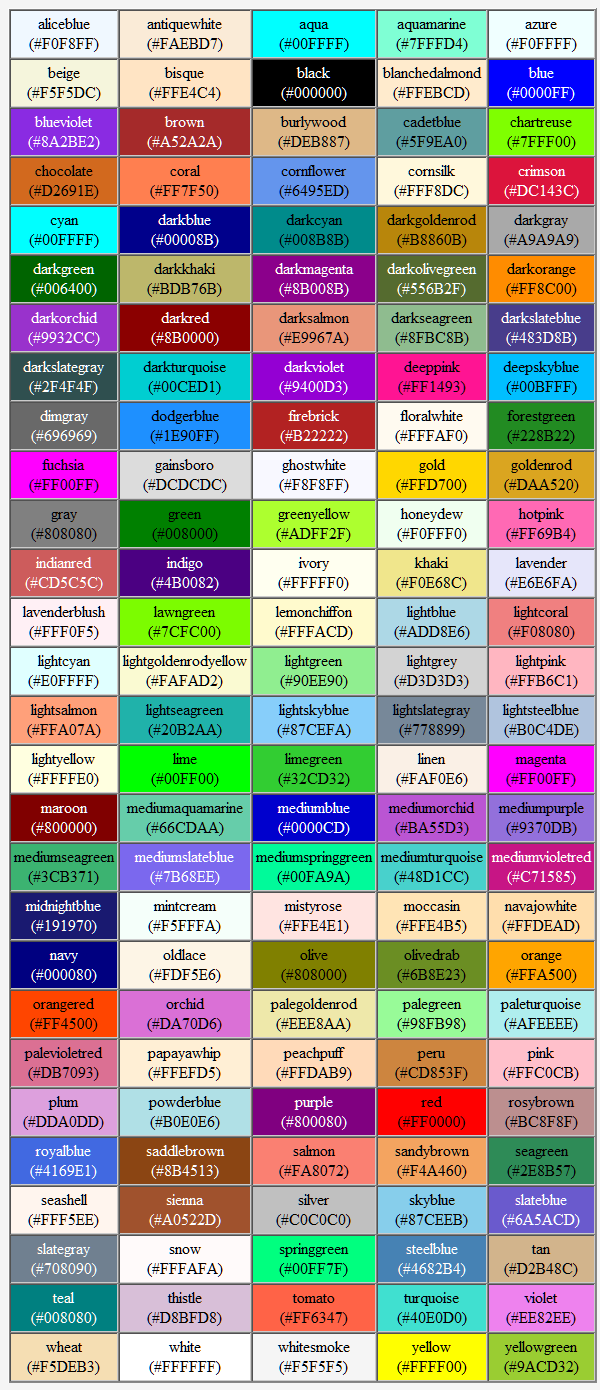 aliceblue
(#F0F8FF)
antiquewhite
(#FAEBD7)
aqua
(#00FFFF)
aquamarine
(#7FFFD4)
azure
(#F0FFFF)
beige
(#F5F5DC)
bisque
(#FFE4C4)
black
(#000000)
blanchedalmond
(#FFEBCD)
blue
(#0000FF)
blueviolet
(#8A2BE2)
brown
(#A52A2A)
burlywood
(#DEB887)
cadetblue
(#5F9EA0)
chartreuse
(#7FFF00)
chocolate
(#D2691E)
coral
(#FF7F50)
cornflower
(#6495ED)
cornsilk
(#FFF8DC)
crimson
(#DC143C)
cyan
(#00FFFF)
darkblue
(#00008B)
darkcyan
(#008B8B)
darkgoldenrod
(#B8860B)
darkgray
(#A9A9A9)
darkgreen
(#006400)
darkkhaki
(#BDB76B)
darkmagenta
(#8B008B)
darkolivegreen
(#556B2F)
darkorange
(#FF8C00)
darkorchid
(#9932CC)
darkred
(#8B0000)
darksalmon
(#E9967A)
darkseagreen
(#8FBC8B)
darkslateblue
(#483D8B)
darkslategray
(#2F4F4F)
darkturquoise
(#00CED1)
darkviolet
(#9400D3)
deeppink
(#FF1493)
deepskyblue
(#00BFFF)
dimgray
(#696969)
dodgerblue
(#1E90FF)
firebrick
(#B22222)
floralwhite
(#FFFAF0)
forestgreen
(#228B22)
fuchsia
(#FF00FF)
gainsboro
(#DCDCDC)
ghostwhite
(#F8F8FF)
gold
(#FFD700)
goldenrod
(#DAA520)
gray
(#808080)
green
(#008000)
greenyellow
(#ADFF2F)
honeydew
(#F0FFF0)
hotpink
(#FF69B4)
indianred
(#CD5C5C)
indigo
(#4B0082)
ivory
(#FFFFF0)
khaki
(#F0E68C)
lavender
(#E6E6FA)
lavenderblush
(#FFF0F5)
lawngreen
(#7CFC00)
lemonchiffon
(#FFFACD)
lightblue
(#ADD8E6)
lightcoral
(#F08080)
lightcyan
(#E0FFFF)
lightgoldenrodyellow
(#FAFAD2)
lightgreen
(#90EE90)
lightgrey
(#D3D3D3)
lightpink
(#FFB6C1)
lightsalmon
(#FFA07A)
lightseagreen
(#20B2AA)
lightskyblue
(#87CEFA)
lightslategray
(#778899)
lightsteelblue
(#B0C4DE)
lightyellow
(#FFFFE0)
lime
(#00FF00)
limegreen
(#32CD32)
linen
(#FAF0E6)
magenta
(#FF00FF)
maroon
(#800000)
mediumaquamarine
(#66CDAA)
mediumblue
(#0000CD)
mediumorchid
(#BA55D3)
mediumpurple
(#9370DB)
mediumseagreen
(#3CB371)
mediumslateblue
(#7B68EE)
mediumspringgreen
(#00FA9A)
mediumturquoise
(#48D1CC)
mediumvioletred
(#C71585)
midnightblue
(#191970)
mintcream
(#F5FFFA)
mistyrose
(#FFE4E1)
moccasin
(#FFE4B5)
navajowhite
(#FFDEAD)
navy
(#000080)
oldlace
(#FDF5E6)
olive
(#808000)
olivedrab
(#6B8E23)
orange
(#FFA500)
orangered
(#FF4500)
orchid
(#DA70D6)
palegoldenrod
(#EEE8AA)
palegreen
(#98FB98)
paleturquoise
(#AFEEEE)
palevioletred
(#DB7093)
papayawhip
(#FFEFD5)
peachpuff
(#FFDAB9)
peru
(#CD853F)
pink
(#FFC0CB)
plum
(#DDA0DD)
powderblue
(#B0E0E6)
purple
(#800080)
red
(#FF0000)
rosybrown
(#BC8F8F)
royalblue
(#4169E1)
saddlebrown
(#8B4513)
salmon
(#FA8072)
sandybrown
(#F4A460)
seagreen
(#2E8B57)
seashell
(#FFF5EE)
sienna
(#A0522D)
silver
(#C0C0C0)
skyblue
(#87CEEB)
slateblue
(#6A5ACD)
slategray
(#708090)
snow
(#FFFAFA)
springgreen
(#00FF7F)
steelblue
(#4682B4)
tan
(#D2B48C)
teal
(#008080)
thistle
(#D8BFD8)
tomato
(#FF6347)
turquoise
(#40E0D0)
violet
(#EE82EE)
wheat
(#F5DEB3)
white
(#FFFFFF)
whitesmoke
(#F5F5F5)
yellow
(#FFFF00)
yellowgreen
(#9ACD32)